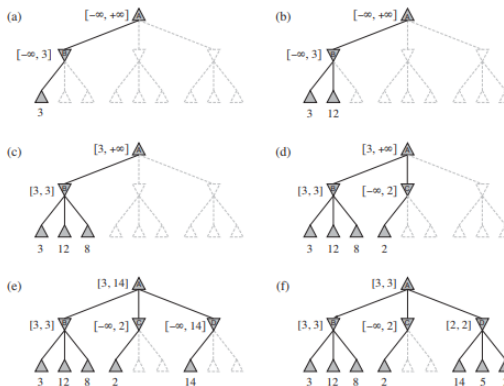 (a) [-∞, +∞] A
[-∞, 3] B
3
(b) [-∞, +∞] A
[-∞, 3] B
3 12
(c) [3, +∞] A
[3, 3] B
3 12 8
(d) [3, +∞] A
[3, 3] B [-∞, 2] C
3 12 8 2
(e) [3, 14] A
[3, 3] B [-∞, 2] C [-∞, 14] D
3 12 8 2 14
(f) [3, 3] A
[3, 3] B [-∞, 2] C [2, 2] D
3 12 8 2 14 5